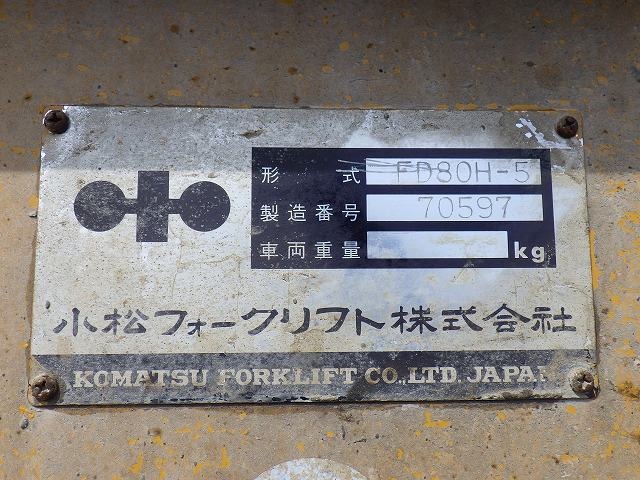 形式 FD80H-5
製造番号 70597
車両重量 kg
小松フォークリフト株式会社
KOMATSU FORKLIFT CO.,LTD. JAPAN